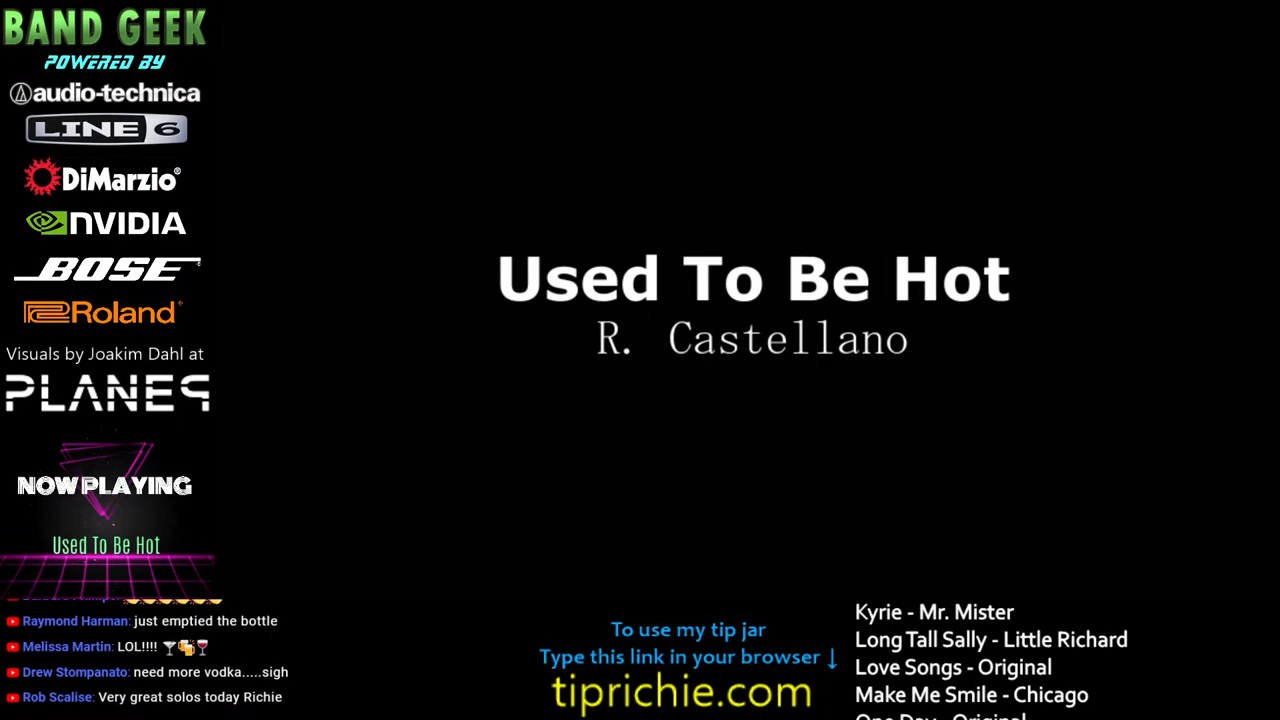 BAND GEEK
POWERED BY
audio-technica
LINE 6
DiMarzio®
NVIDIA
BOSE
Roland
Visuals by Joakim Dahl at
PLANE9
NOW PLAYING
Used To Be Hot
Raymond Harman: just emptied the bottle
Melissa Martin: LOL!!!! 🍸🍻🍷
Drew Stompanato: need more vodka.....sigh
Rob Scalise: Very great solos today Richie
Used To Be Hot
R. Castellano
To use my tip jar
Type this link in your browser ↓
tiprichie.com
Kyrie - Mr. Mister
Long Tall Sally - Little Richard
Love Songs - Original
Make Me Smile - Chicago
One Day - Original